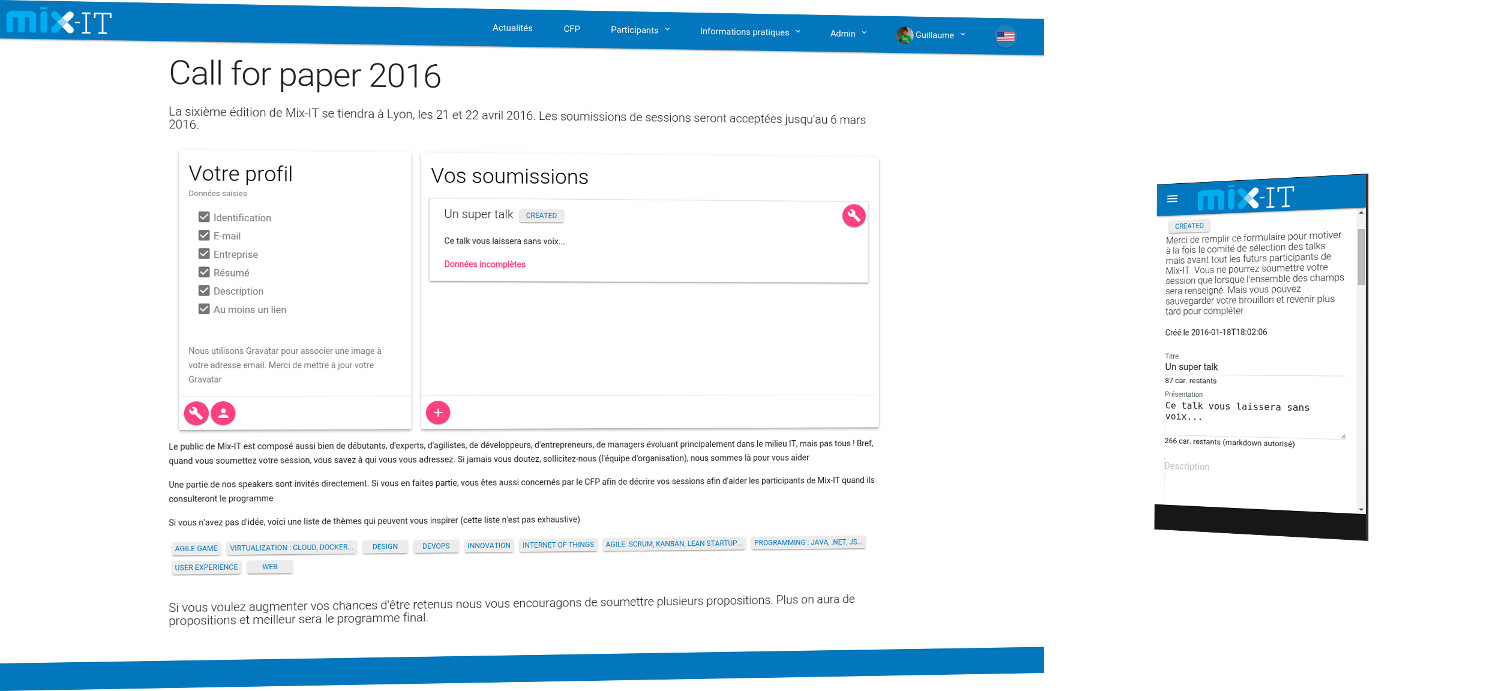 mix-IT
Actualités
CFP
Participants
Informations pratiques
Admin
Guillaume
Call for paper 2016
La sixième édition de Mix-IT se tiendra à Lyon, les 21 et 22 avril 2016. Les soumissions de sessions seront acceptées jusqu'au 6 mars
2016.
Votre profil
Données saisies
Identification
E-mail
Entreprise
Résumé
Description
Au moins un lien
Nous utilisons Gravatar pour associer une image à
votre adresse email. Merci de mettre à jour votre
Gravatar
Vos soumissions
Un super talk CREATED
Ce talk vous laissera sans voix...
Données incomplètes
Le public de Mix-IT est composé aussi bien de débutants, d'experts, d'agilistes, de développeurs, d'entrepreneurs, de managers évoluant principalement dans le milieu IT, mais pas tous ! Bref,
quand vous soumettez votre session, vous savez à qui vous vous adressez. Si jamais vous doutez, sollicitez-nous (l'équipe d'organisation), nous sommes là pour vous aider
Une partie de nos speakers sont invités directement. Si vous en faites partie, vous êtes aussi concernés par le CFP afin de décrire vos sessions afin d'aider les participants de Mix-IT quand ils
consulteront le programme
Si vous n'avez pas d'idée, voici une liste de thèmes qui peuvent vous inspirer (cette liste n'est pas exhaustive)
AGILE GAME
VIRTUALIZATION : CLOUD, DOCKER...
DESIGN
DEVOPS
INNOVATION
INTERNET OF THINGS
AGILE: SCRUM, KANBAN, LEAN STARTUP...
PROGRAMMING : JAVA, .NET, JS...
USER EXPERIENCE
WEB
Si vous voulez augmenter vos chances d'être retenus nous vous encouragons de soumettre plusieurs propositions. Plus on aura de
propositions et meilleur sera le programme final.
mix-IT
CREATED
Merci de remplir ce formulaire pour motiver
à la fois le comité de sélection des talks
mais avant tout les futurs participants de
Mix-IT. Vous ne pourrez soumettre votre
session que lorsque l'ensemble des champs
sera renseigné. Mais vous pouvez
sauvegarder votre brouillon et revenir plus
tard pour compléter
Créé le 2016-01-18T18:02:06
Titre
Un super talk
87 car. restants
Présentation
Ce talk vous laissera sans
voix...
266 car. restants (markdown autorisé)
Description